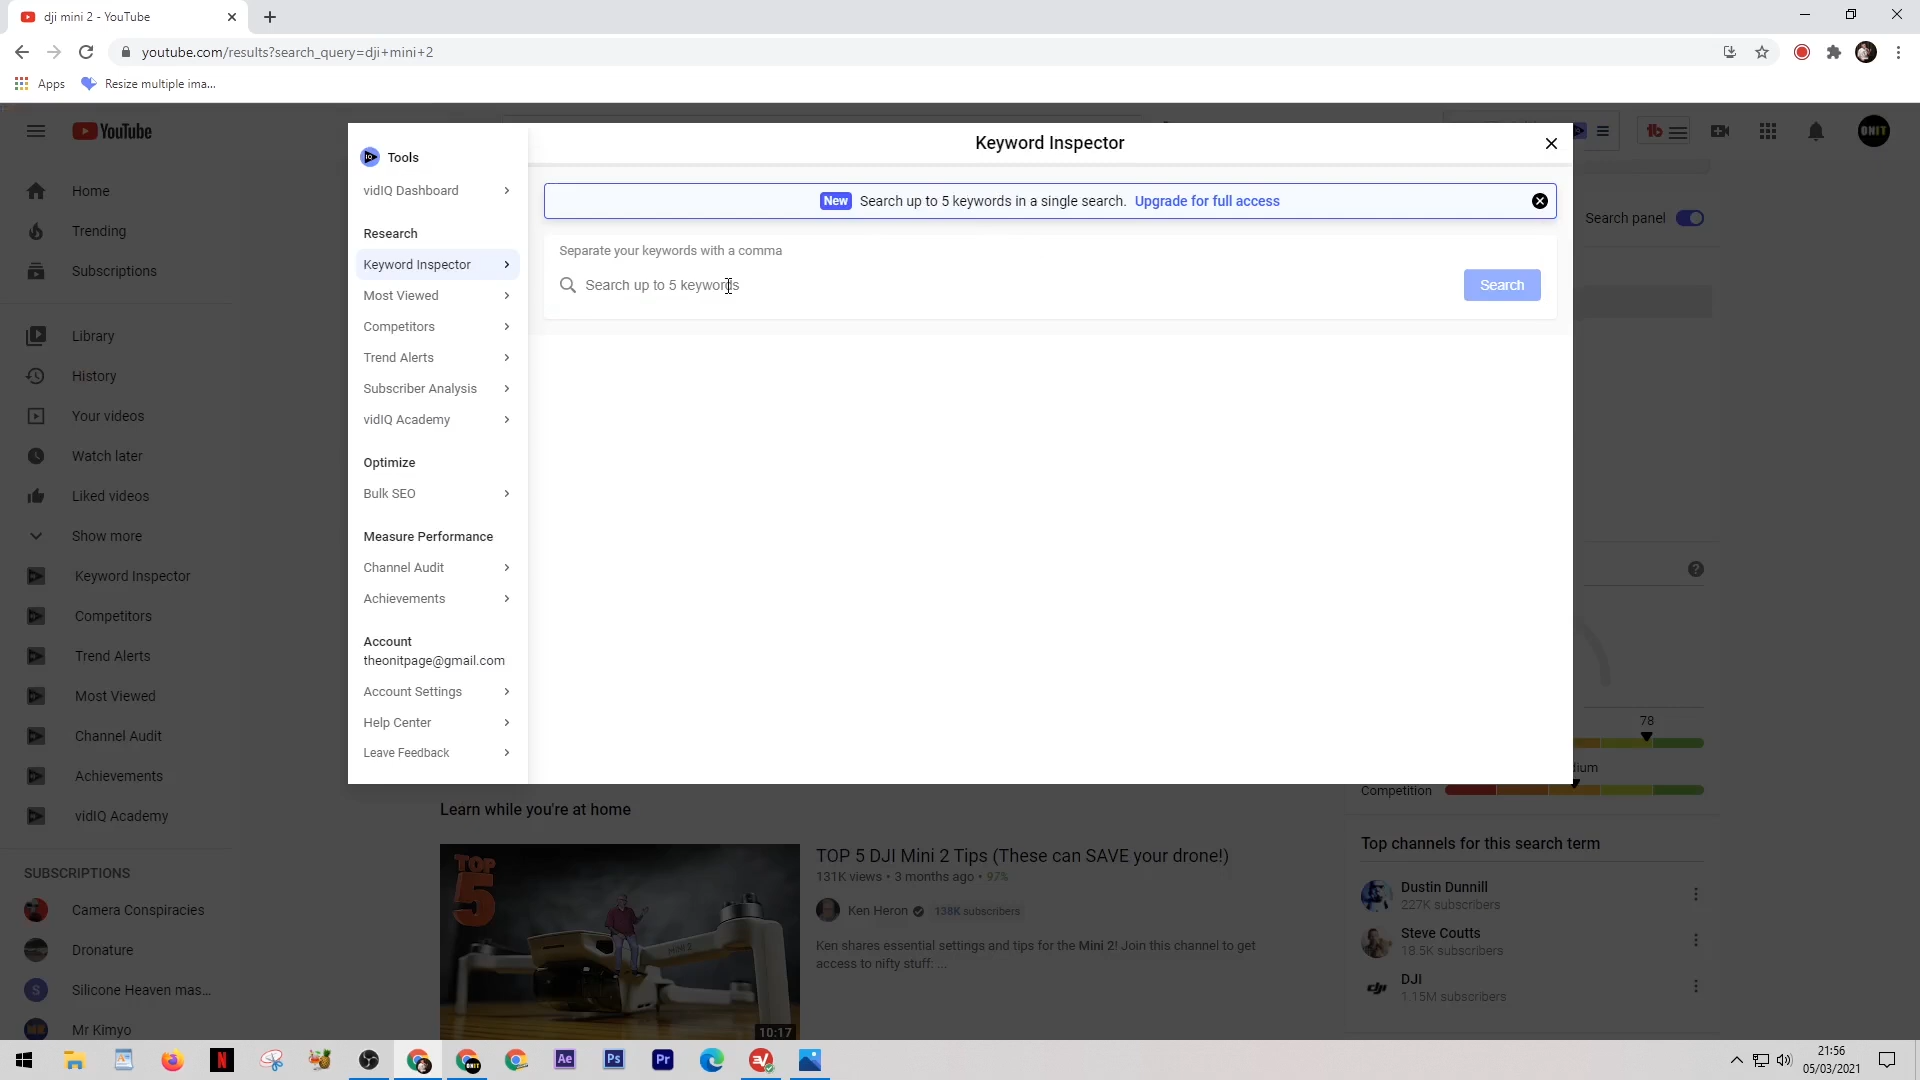 dji mini 2 - YouTube
youtube.com/results?search_query=dji+mini+2
Apps
Resize multiple ima...
YouTube
ONIT
Home
Trending
Subscriptions
Library
History
Your videos
Watch later
Liked videos
Show more
Keyword Inspector
Competitors
Trend Alerts
Most Viewed
Channel Audit
Achievements
vidIQ Academy
SUBSCRIPTIONS
Camera Conspiracies
Dronature
S
Silicone Heaven mas...
Mr Kimyo
Tools
vidIQ Dashboard
Research
Keyword Inspector
Most Viewed
Competitors
Trend Alerts
Subscriber Analysis
vidIQ Academy
Optimize
Bulk SEO
Measure Performance
Channel Audit
Achievements
Account
theonitpage@gmail.com
Account Settings
Help Center
Leave Feedback
Keyword Inspector
New Search up to 5 keywords in a single search. Upgrade for full access
Separate your keywords with a comma
Search up to 5 keywords
Search
Search panel
78
Competition
Learn while you're at home
TOP
5
Mini 2
10:17
TOP 5 DJI Mini 2 Tips (These can SAVE your drone!)
131K views • 3 months ago • 97%
Ken Heron 138K subscribers
Ken shares essential settings and tips for the Mini 2! Join this channel to get
access to nifty stuff: ...
Top channels for this search term
Dustin Dunnill
227K subscribers
Steve Coutts
18.5K subscribers
dji
DJI
1.15M subscribers
N
Ae
Ps
Pr
21:56
05/03/2021